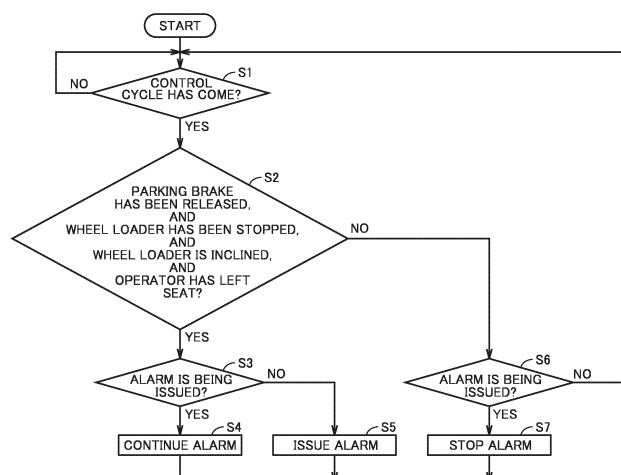 START
S1
CONTROL
CYCLE HAS COME?
NO
YES
S2
PARKING BRAKE
HAS BEEN RELEASED,
AND
WHEEL LOADER HAS BEEN STOPPED,
AND
WHEEL LOADER IS INCLINED,
AND
OPERATOR HAS LEFT
SEAT?
NO
YES
S3
ALARM IS BEING
ISSUED?
NO
YES
S6
ALARM IS BEING
ISSUED?
NO
YES
S4
CONTINUE ALARM
S5
ISSUE ALARM
S7
STOP ALARM